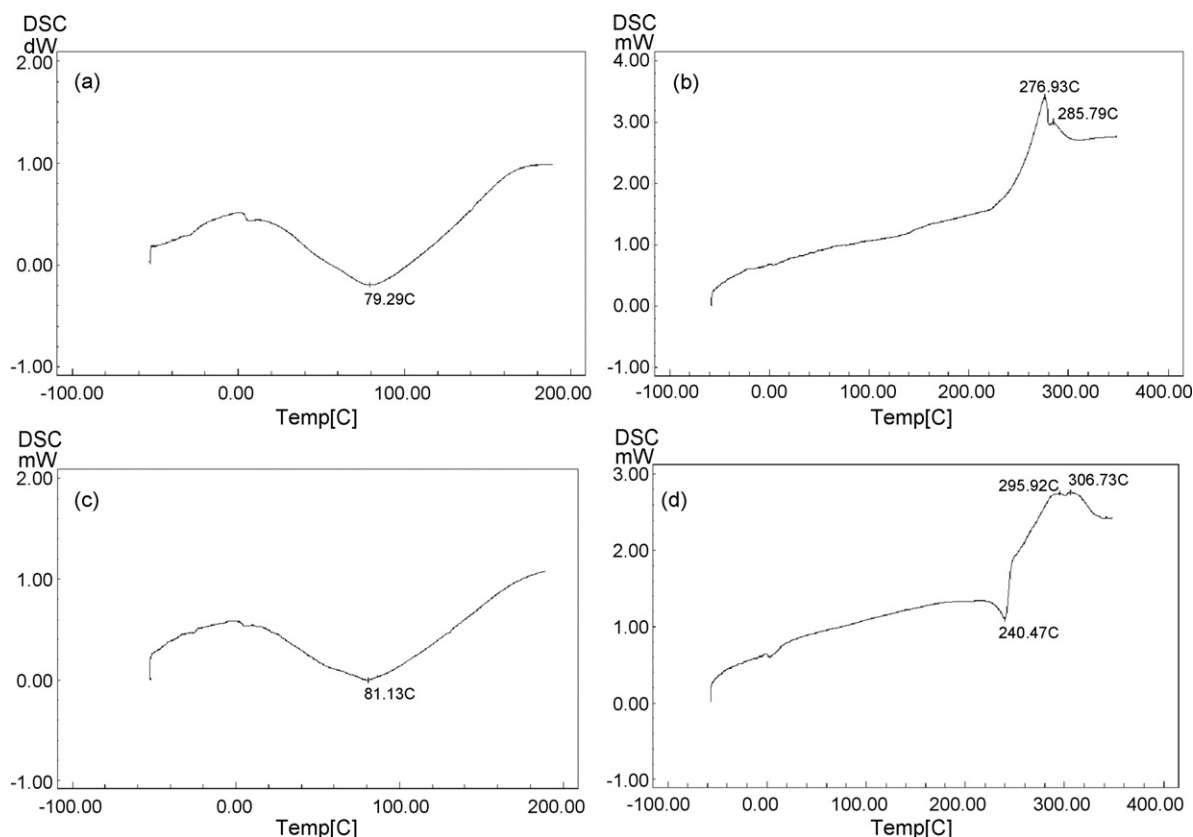 DSC
dW
2.00
(a)
1.00
0.00
79.29C
-1.00
-100.00 0.00 100.00 200.00
Temp[C]
DSC
mW
4.00
(b)
276.93C
3.00
285.79C
2.00
1.00
0.00
-1.00
-100.00 0.00 100.00 200.00 300.00 400.00
Temp[C]
DSC
mW
2.00
(c)
1.00
0.00
81.13C
-1.00
-100.00 0.00 100.00 200.00
Temp[C]
DSC
mW
3.00
295.92C 306.73C
(d)
2.00
1.00
240.47C
0.00
-1.00
-100.00 0.00 100.00 200.00 300.00 400.00
Temp[C]